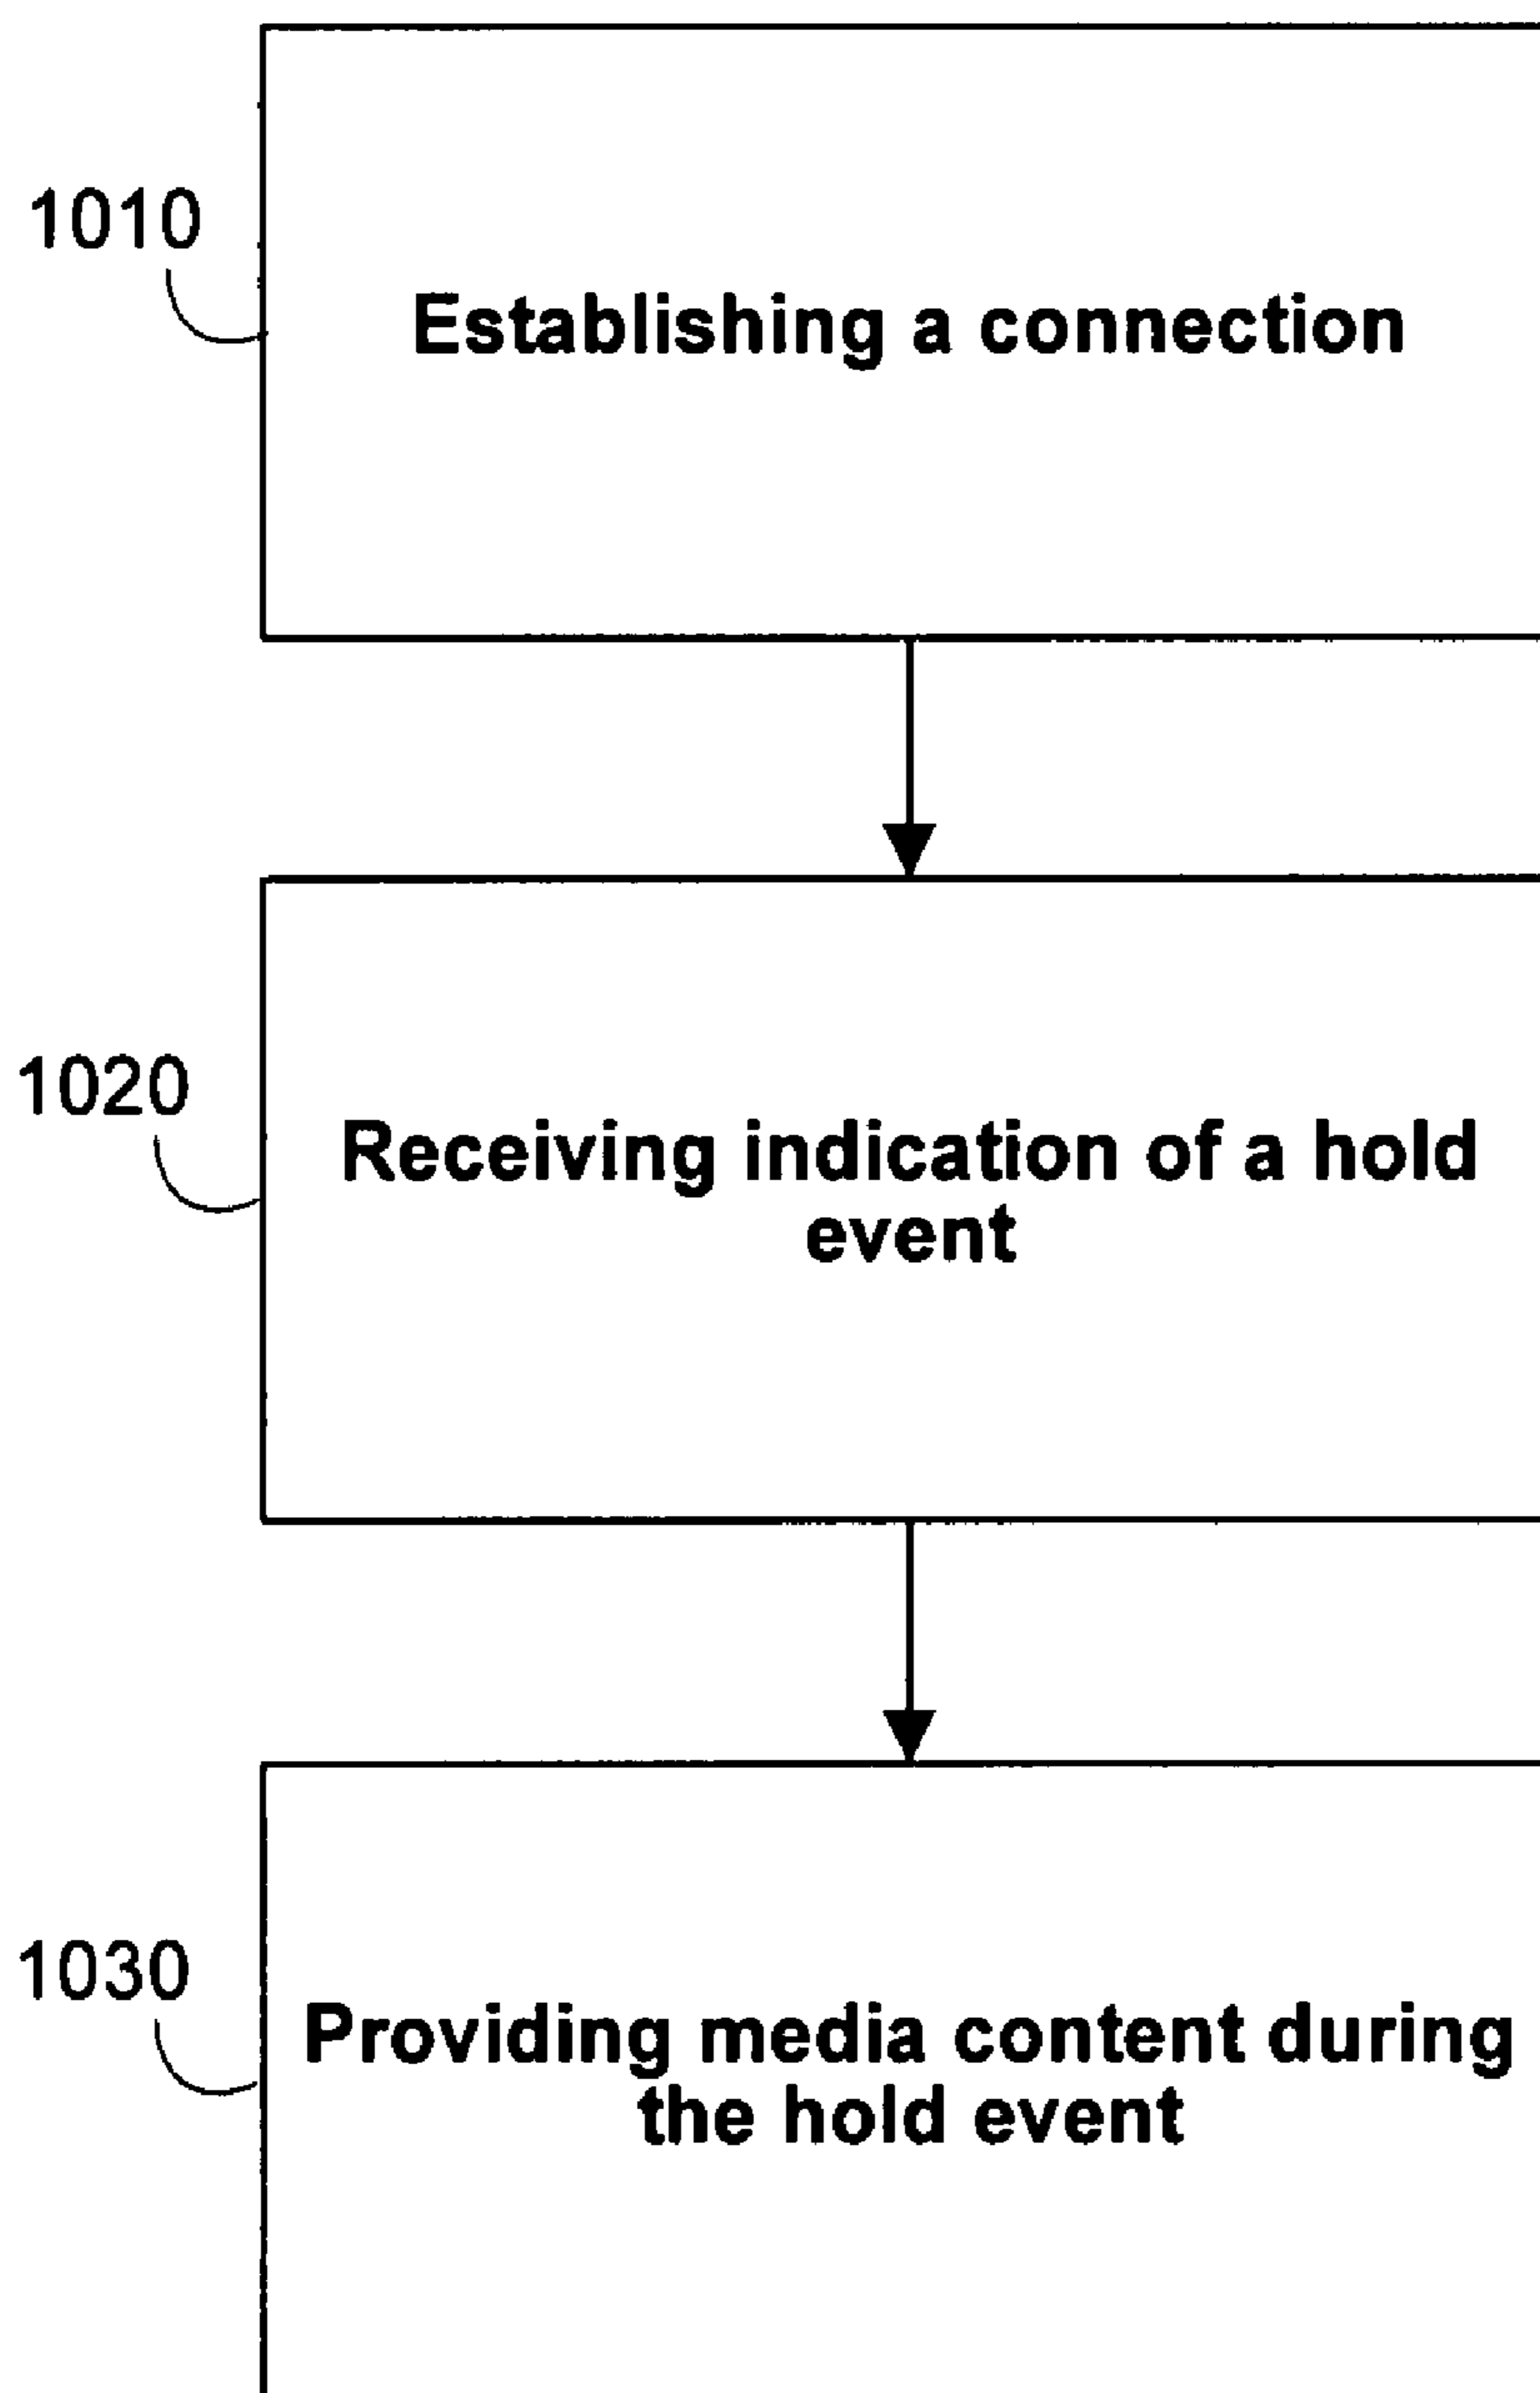 1010
Establishing a connection
1020
Receiving indication of a hold
event
1030
Providing media content during
the hold event